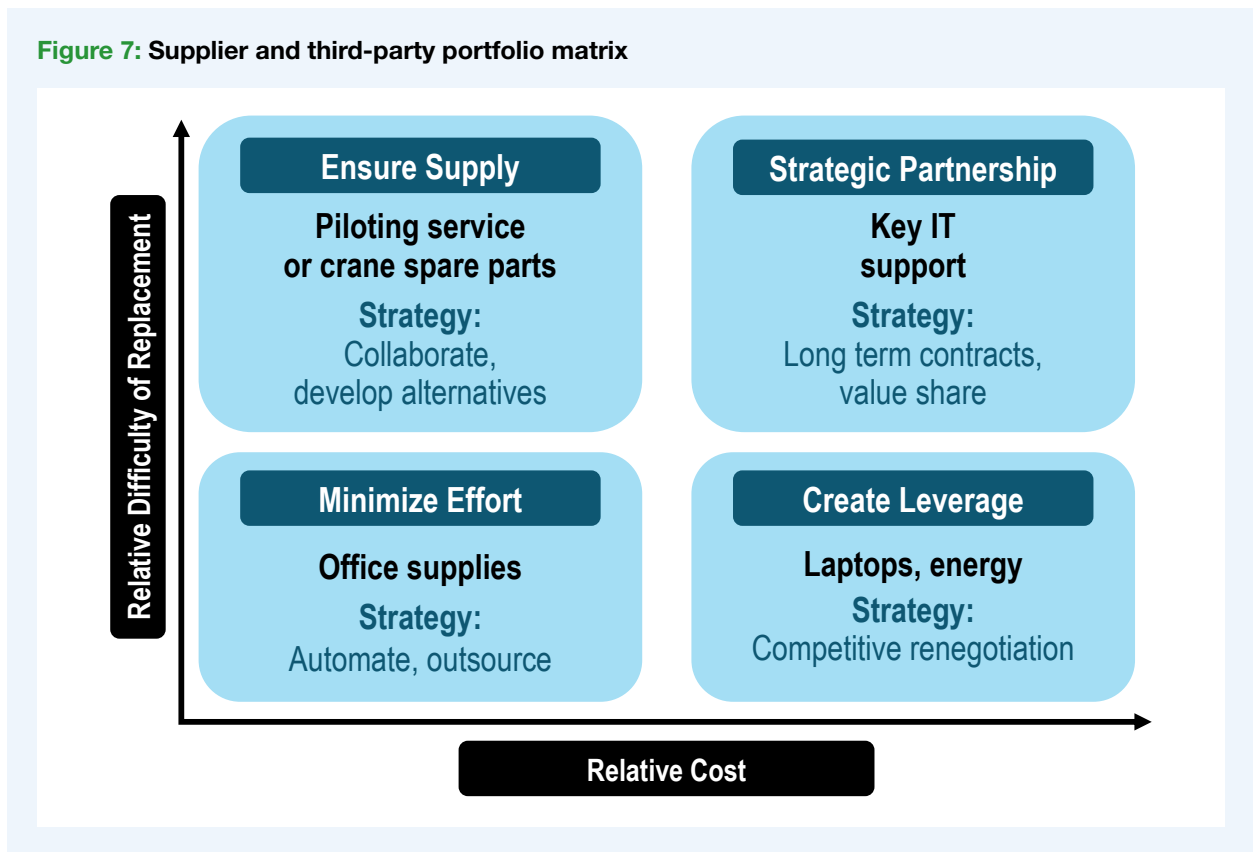 Figure 7: Supplier and third-party portfolio matrix
Relative Difficulty of Replacement
Ensure Supply
Piloting service
or crane spare parts
Strategy:
Collaborate,
develop alternatives
Strategic Partnership
Key IT
support
Strategy:
Long term contracts,
value share
Minimize Effort
Office supplies
Strategy:
Automate, outsource
Create Leverage
Laptops, energy
Strategy:
Competitive renegotiation
Relative Cost